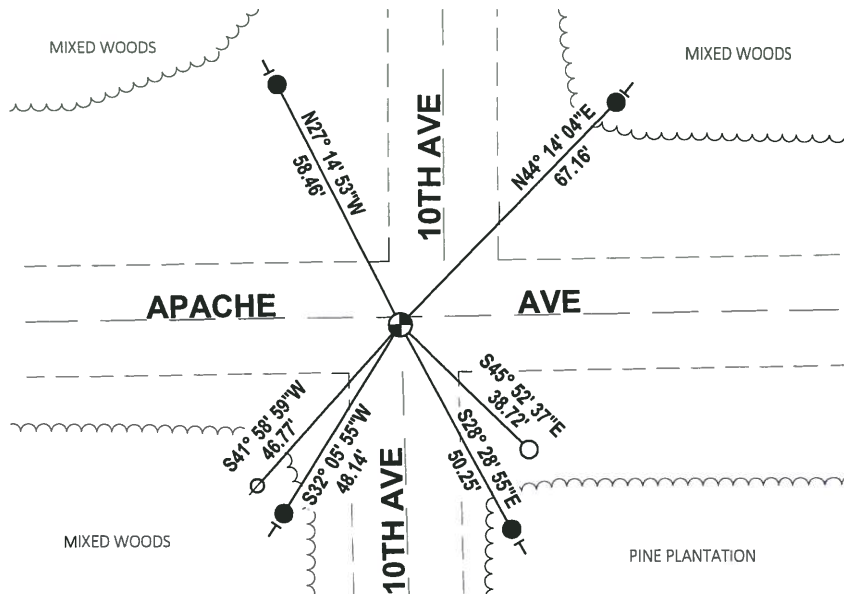 MIXED WOODS
MIXED WOODS
10TH AVE
N27° 14' 53"W
58.46'
N44° 14' 04"E
67.16'
APACHE AVE
S41° 58' 59"W
46.77'
S32° 05' 55"W
48.14'
S45° 52' 37"E
38.72'
S28° 28' 55"E
50.25'
10TH AVE
MIXED WOODS
PINE PLANTATION